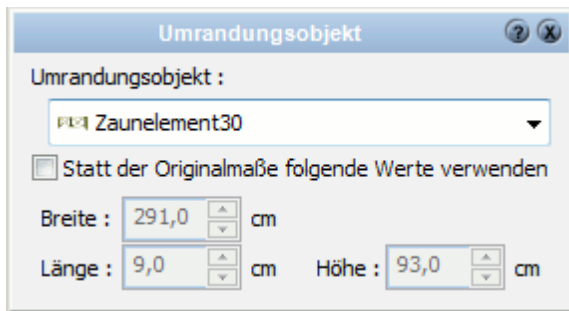 Umrandungsobjekt
Umrandungsobjekt :
Zaunelement30
Statt der Originalmaße folgende Werte verwenden
Breite : 291,0 cm
Länge : 9,0 cm Höhe : 93,0 cm